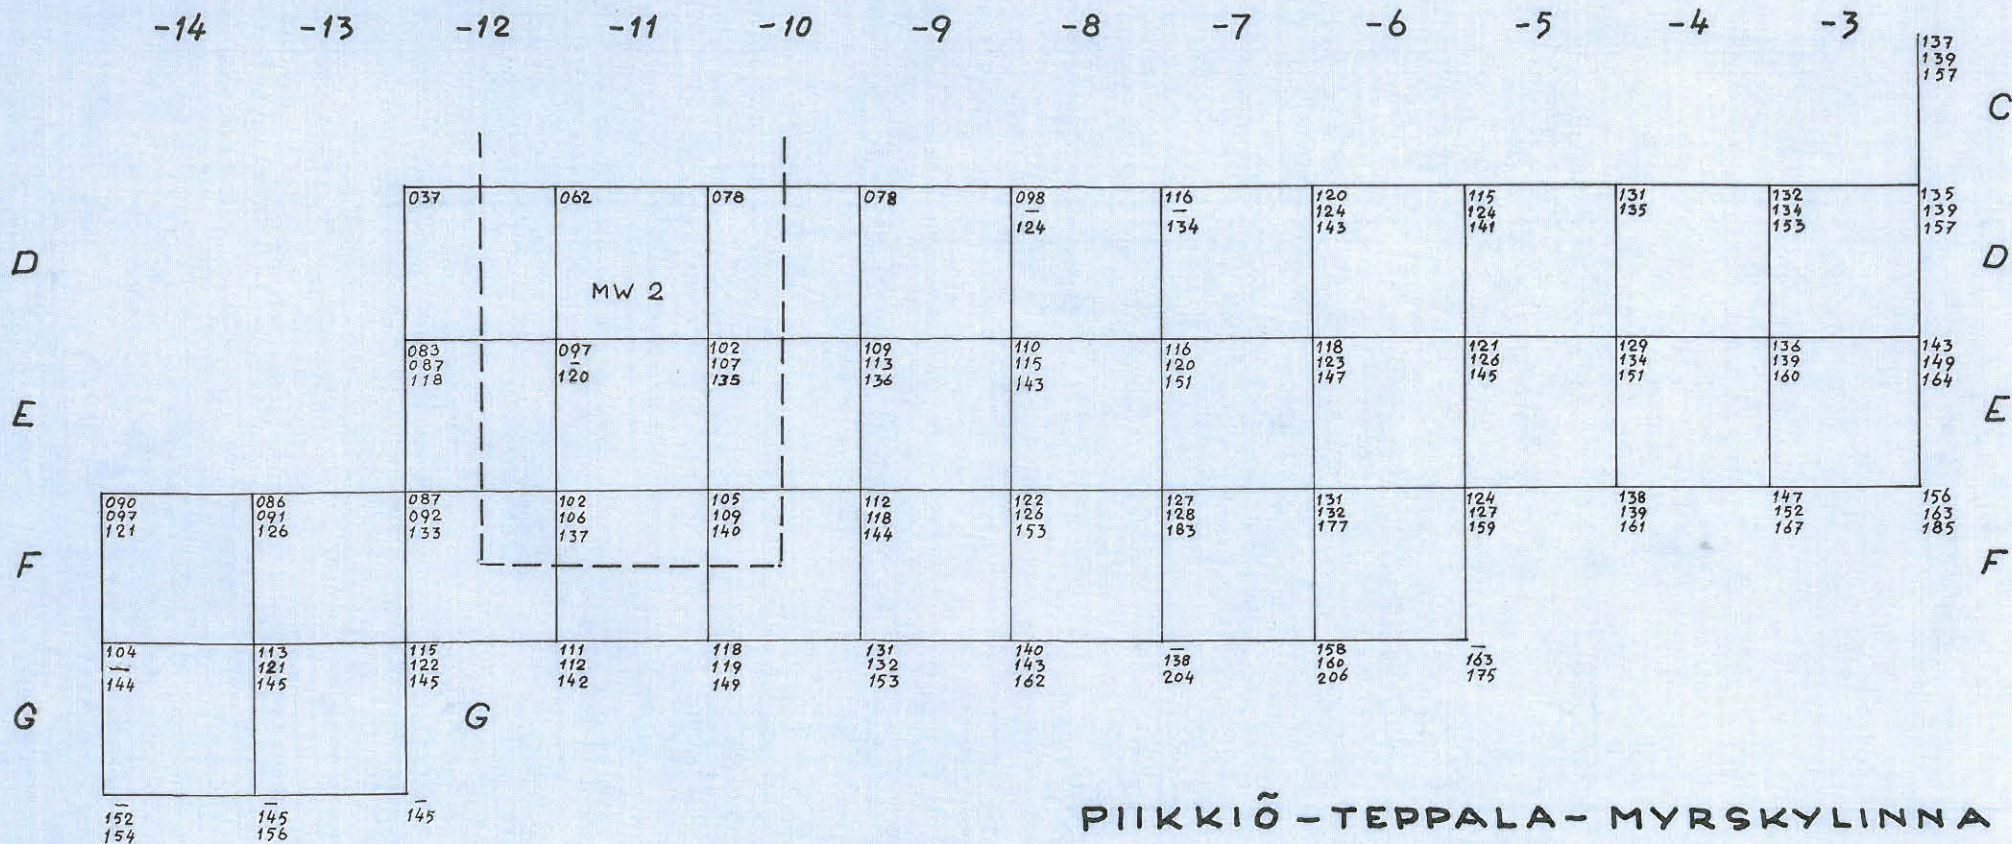 -14 -13 -12 -11 -10 -9 -8 -7 -6 -5 -4 -3
137
139
157
C
037 062 078 078 098 116 120 115 131 132 135
– – 124 124 135 134 139
124 134 143 141 153 157
D D
MW 2
083 097 102 109 110 116 118 121 129 136 143
087 – 107 113 115 120 123 126 134 139 149
118 120 135 136 143 151 147 145 151 160 164
E E
090 086 087 102 105 112 122 127 131 124 138 147 156
097 091 092 106 109 118 126 128 132 127 139 152 163
121 126 133 137 140 144 153 183 177 159 161 167 185
F F
104 113 115 111 118 131 140 – 158 –
– 121 122 112 119 132 143 138 160 163
144 145 145 142 149 153 162 204 206 175
G G
– – –
152 145 145
154 156
PIIKKIÖ - TEPPALA - MYRSKYLINNA